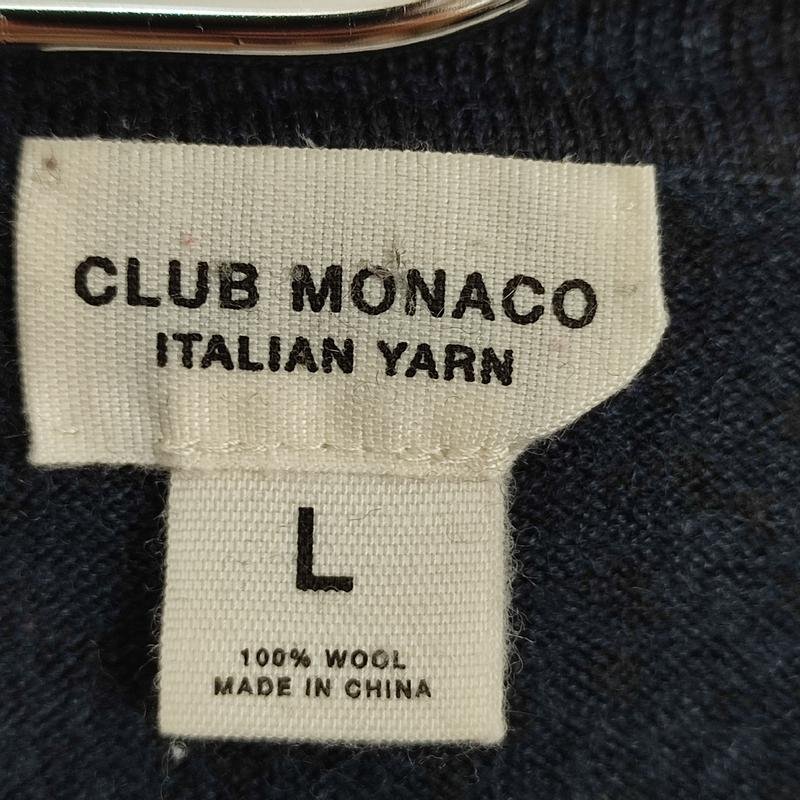 CLUB MONACO
ITALIAN YARN
L
100% WOOL
MADE IN CHINA